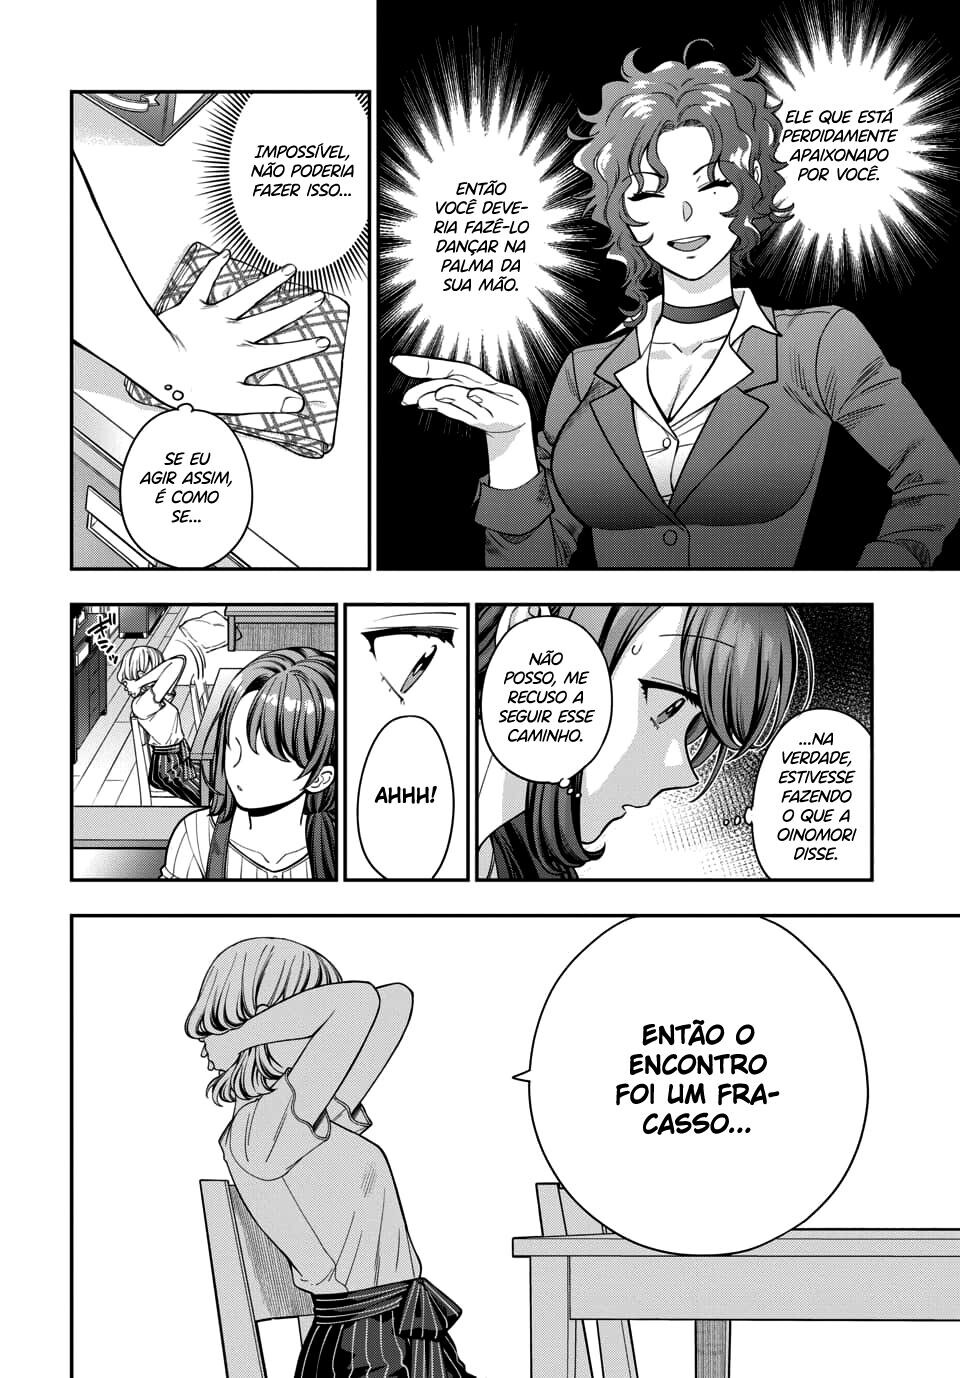 ELE QUE ESTÁ
PERDIDAMENTE
APAIXONADO
POR VOCÊ.
ENTÃO
VOCÊ DEVE-
RIA FAZÊ-LO
DANÇAR NA
PALMA DA
SUA MÃO.
IMPOSSÍVEL,
NÃO PODERIA
FAZER ISSO...
SE EU
AGIR ASSIM,
É COMO
SE...
...NA
VERDADE,
ESTIVESSE
FAZENDO
O QUE A
OINOMORI
DISSE.
NÃO
POSSO, ME
RECUSO A
SEGUIR ESSE
CAMINHO.
AHHH!
ENTÃO O
ENCONTRO
FOI UM FRA-
CASSO...